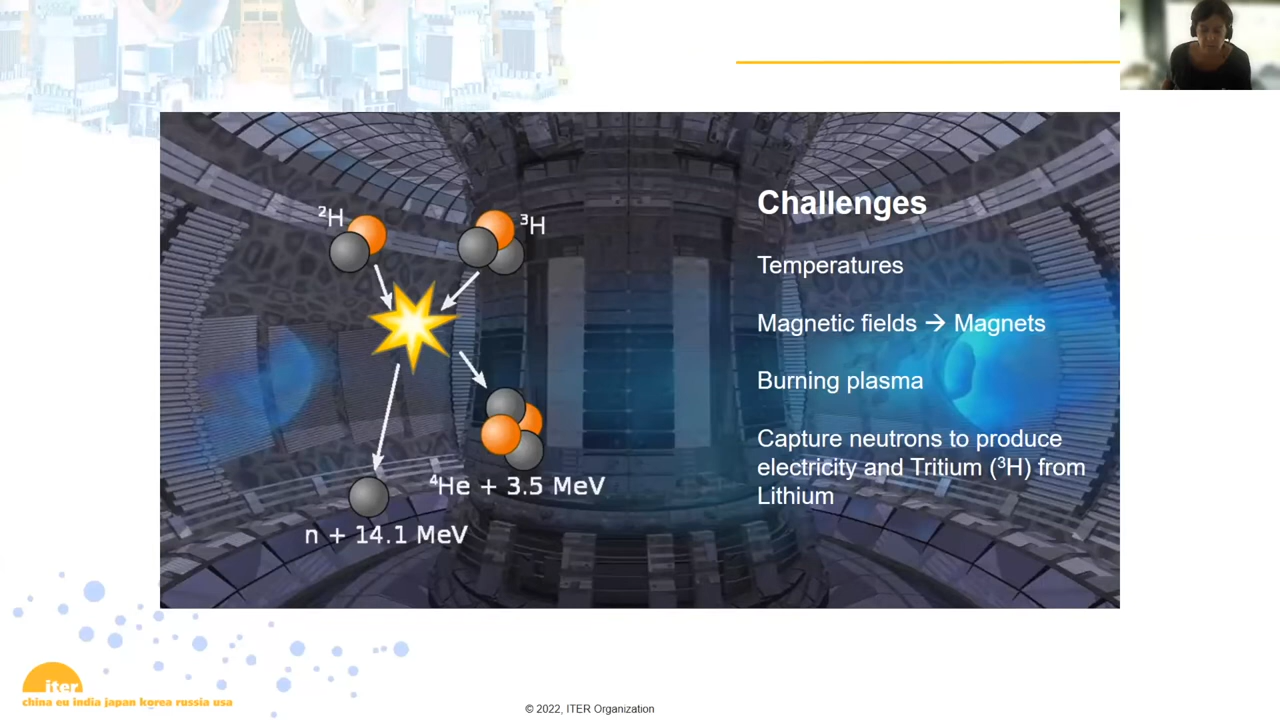 ²H
³H
⁴He + 3.5 MeV
n + 14.1 MeV
Challenges
Temperatures
Magnetic fields → Magnets
Burning plasma
Capture neutrons to produce
electricity and Tritium (³H) from
Lithium
iter
china eu india japan korea russia usa
© 2022, ITER Organization